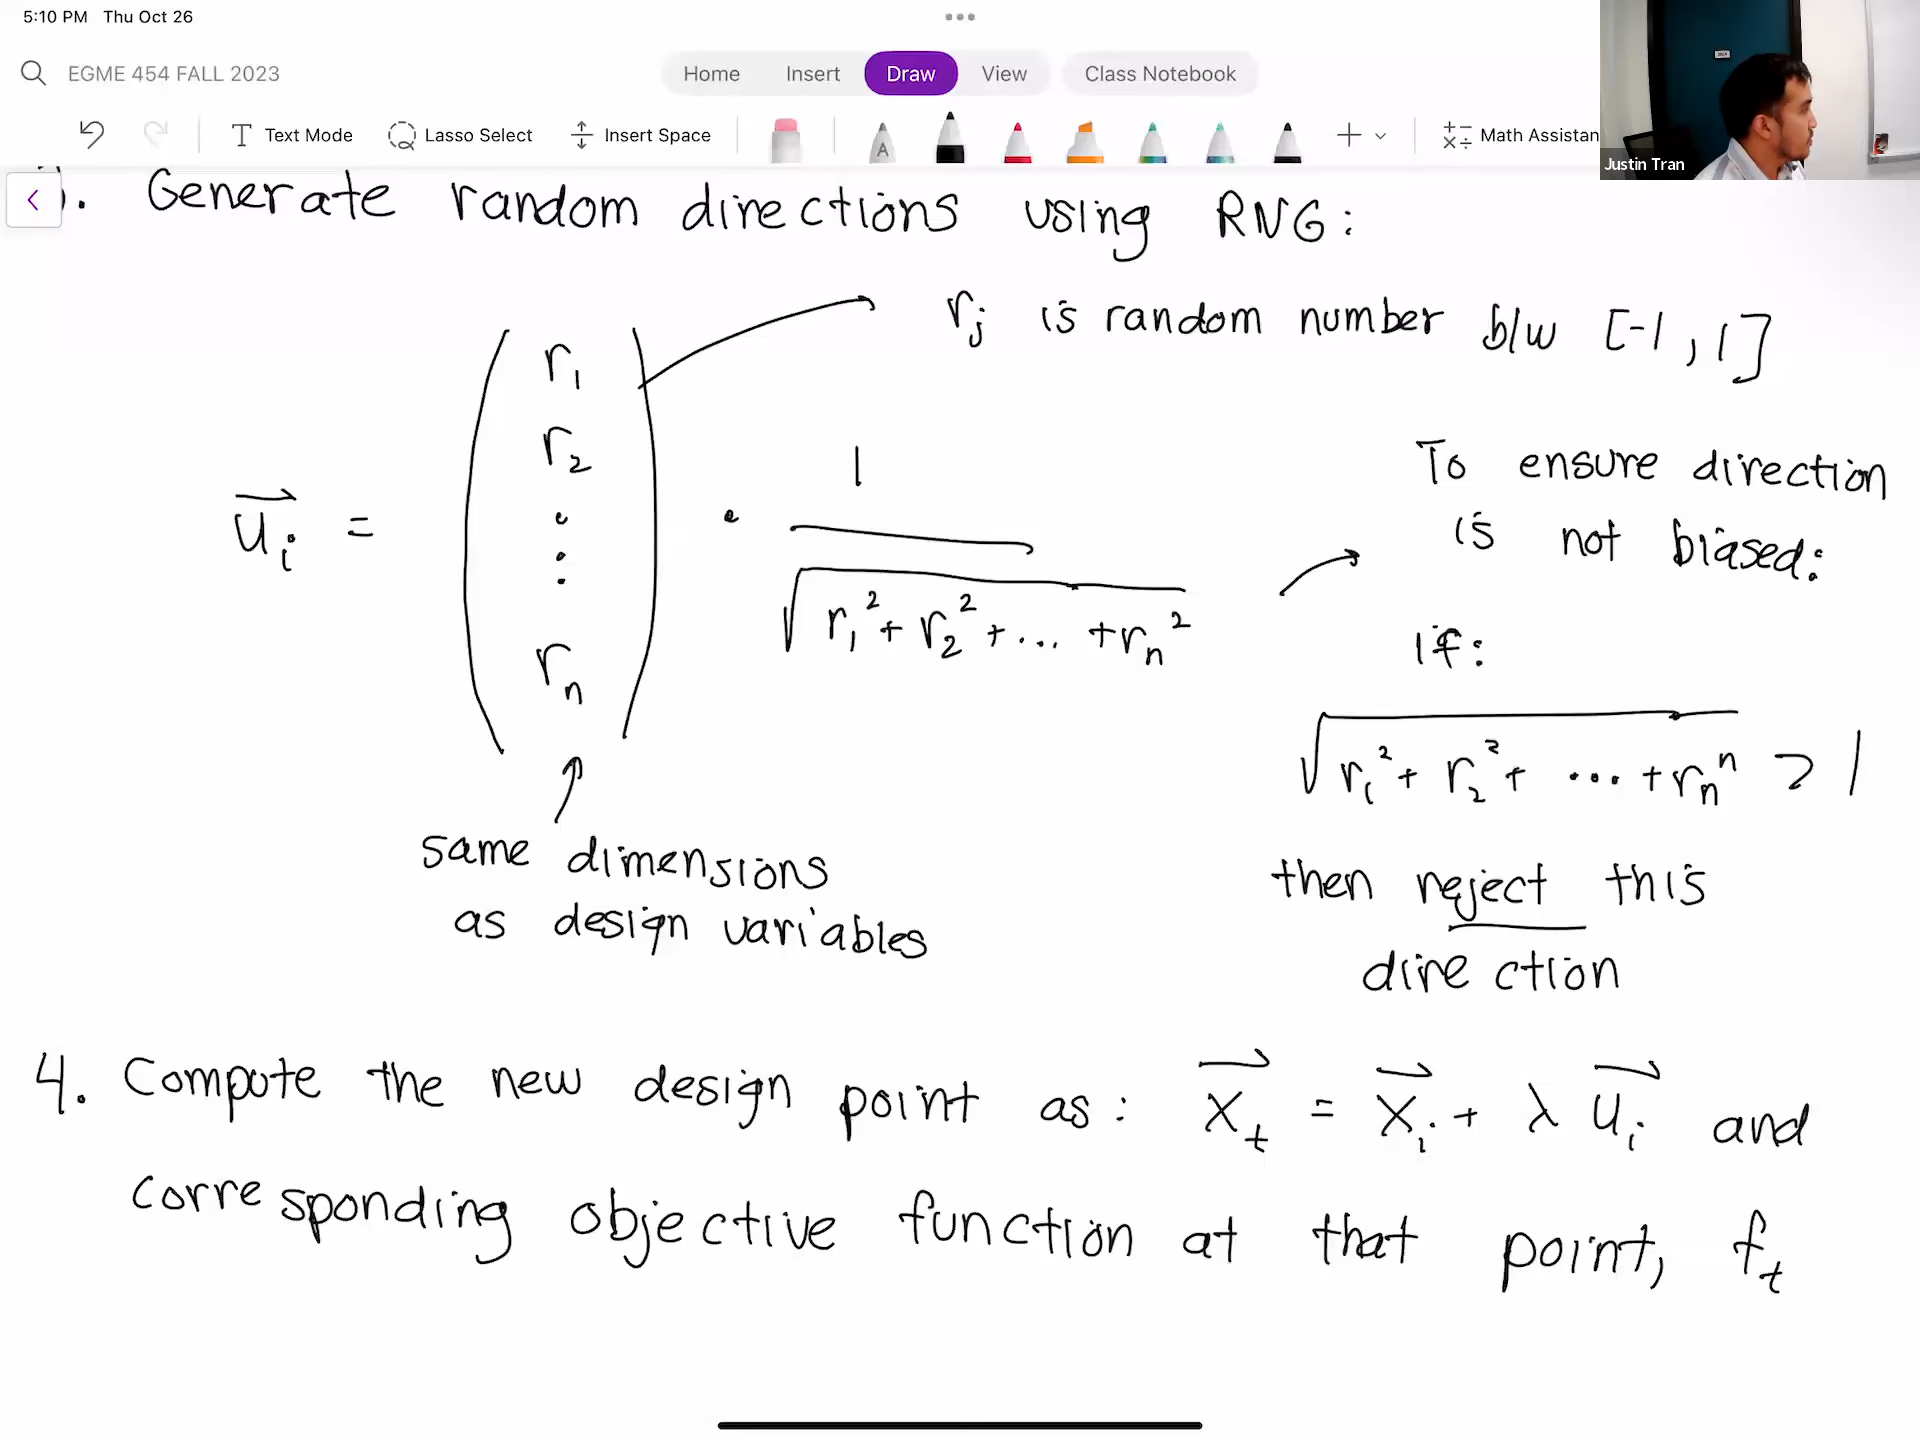 5:10 PM Thu Oct 26
EGME 454 FALL 2023
Home Insert Draw View Class Notebook
Text Mode Lasso Select Insert Space Math Assistan
Justin Tran
. Generate random directions using RNG:
rj is random number b/w [-1, 1]
u⃗i = (r1 r2 ⋮ rn) · 1 / √(r1² + r2² + ... + rn²)
To ensure direction
is not biased:
if:
√(r1² + r2² + ... + rnⁿ) > 1
then reject this
direction
same dimensions
as design variables
4. Compute the new design point as: x⃗t = x⃗i + λ u⃗i and
corresponding objective function at that point, ft